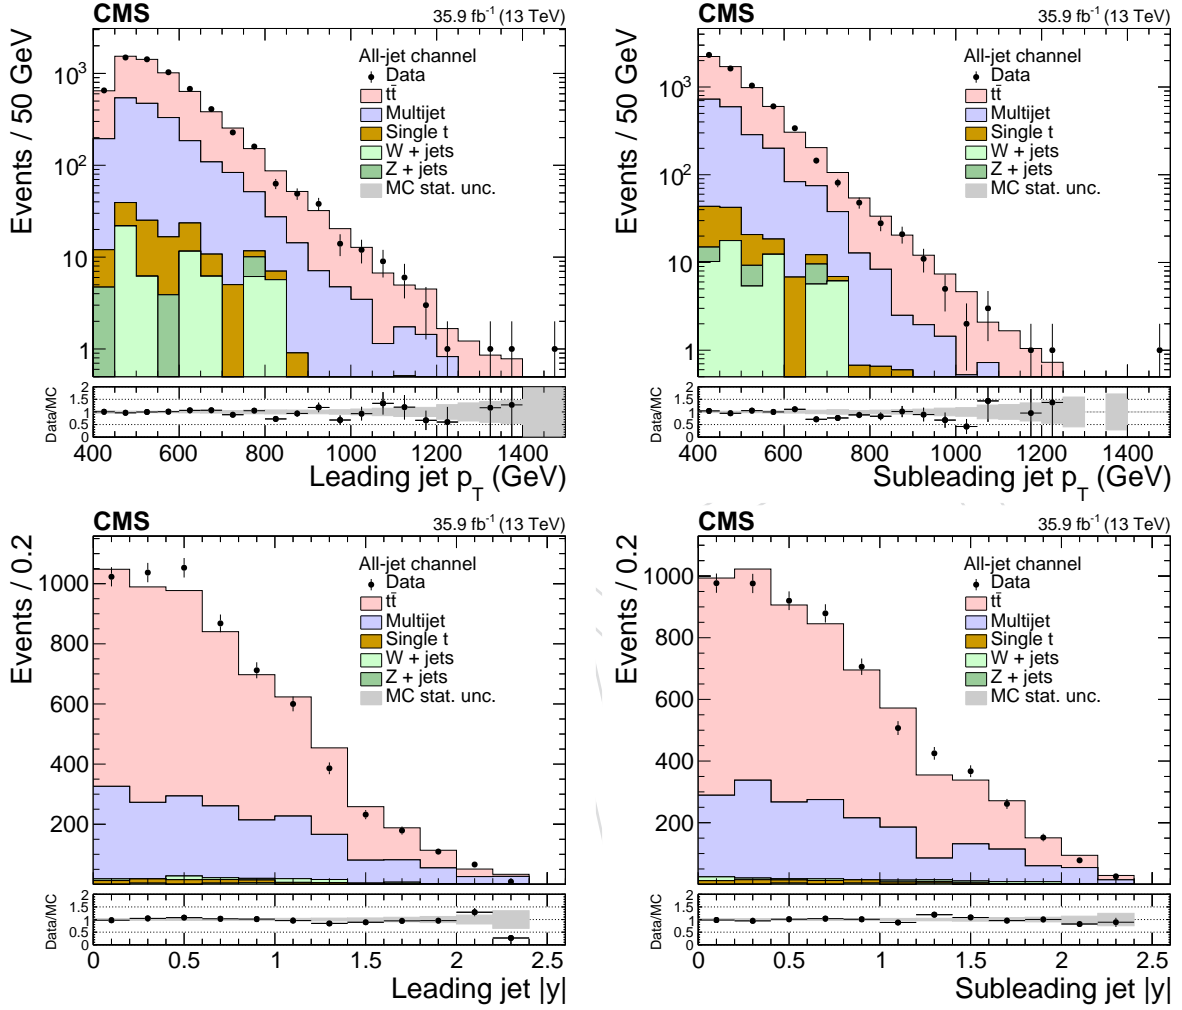 CMS 35.9 fb⁻¹ (13 TeV)
Events / 50 GeV
10³
10²
10
1
All-jet channel
Data
tt̄
Multijet
Single t
W + jets
Z + jets
MC stat. unc.
Data/MC
2
1.5
1
0.5
0
400 600 800 1000 1200 1400
Leading jet p_T (GeV)
CMS 35.9 fb⁻¹ (13 TeV)
Events / 50 GeV
10³
10²
10
1
All-jet channel
Data
tt̄
Multijet
Single t
W + jets
Z + jets
MC stat. unc.
Data/MC
2
1.5
1
0.5
0
400 600 800 1000 1200 1400
Subleading jet p_T (GeV)
CMS 35.9 fb⁻¹ (13 TeV)
Events / 0.2
1000
800
600
400
200
All-jet channel
Data
tt̄
Multijet
Single t
W + jets
Z + jets
MC stat. unc.
Data/MC
2
1.5
1
0.5
0
0 0.5 1 1.5 2 2.5
Leading jet |y|
CMS 35.9 fb⁻¹ (13 TeV)
Events / 0.2
1000
800
600
400
200
All-jet channel
Data
tt̄
Multijet
Single t
W + jets
Z + jets
MC stat. unc.
Data/MC
2
1.5
1
0.5
0
0 0.5 1 1.5 2 2.5
Subleading jet |y|